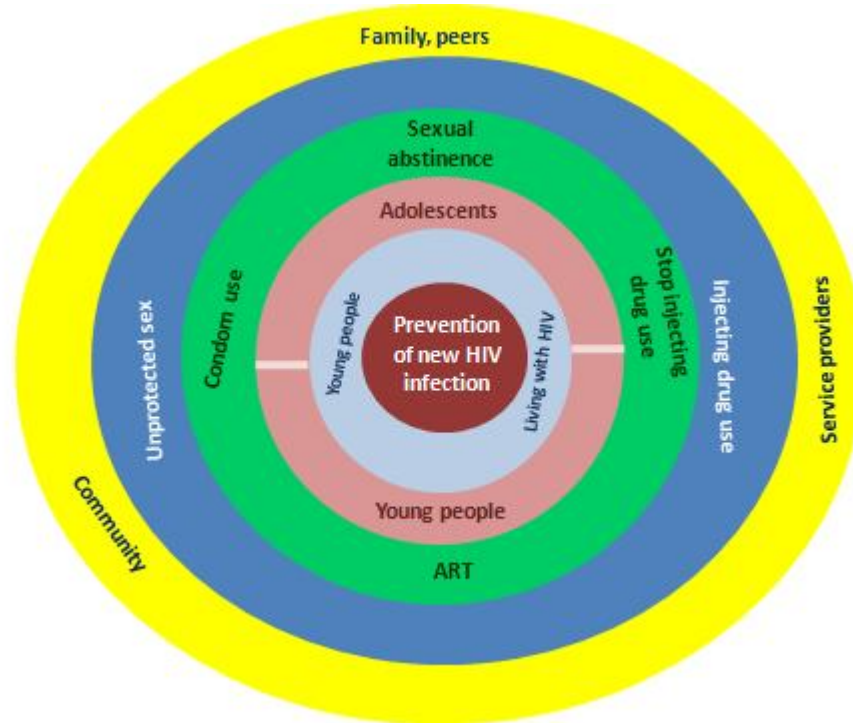 Family, peers
Sexual
abstinence
Adolescents
Stop injecting
drug use
Condom use
Young people
Prevention
of new HIV
infection
Living with HIV
Unprotected sex
Injecting drug use
Service providers
Community
Young people
ART